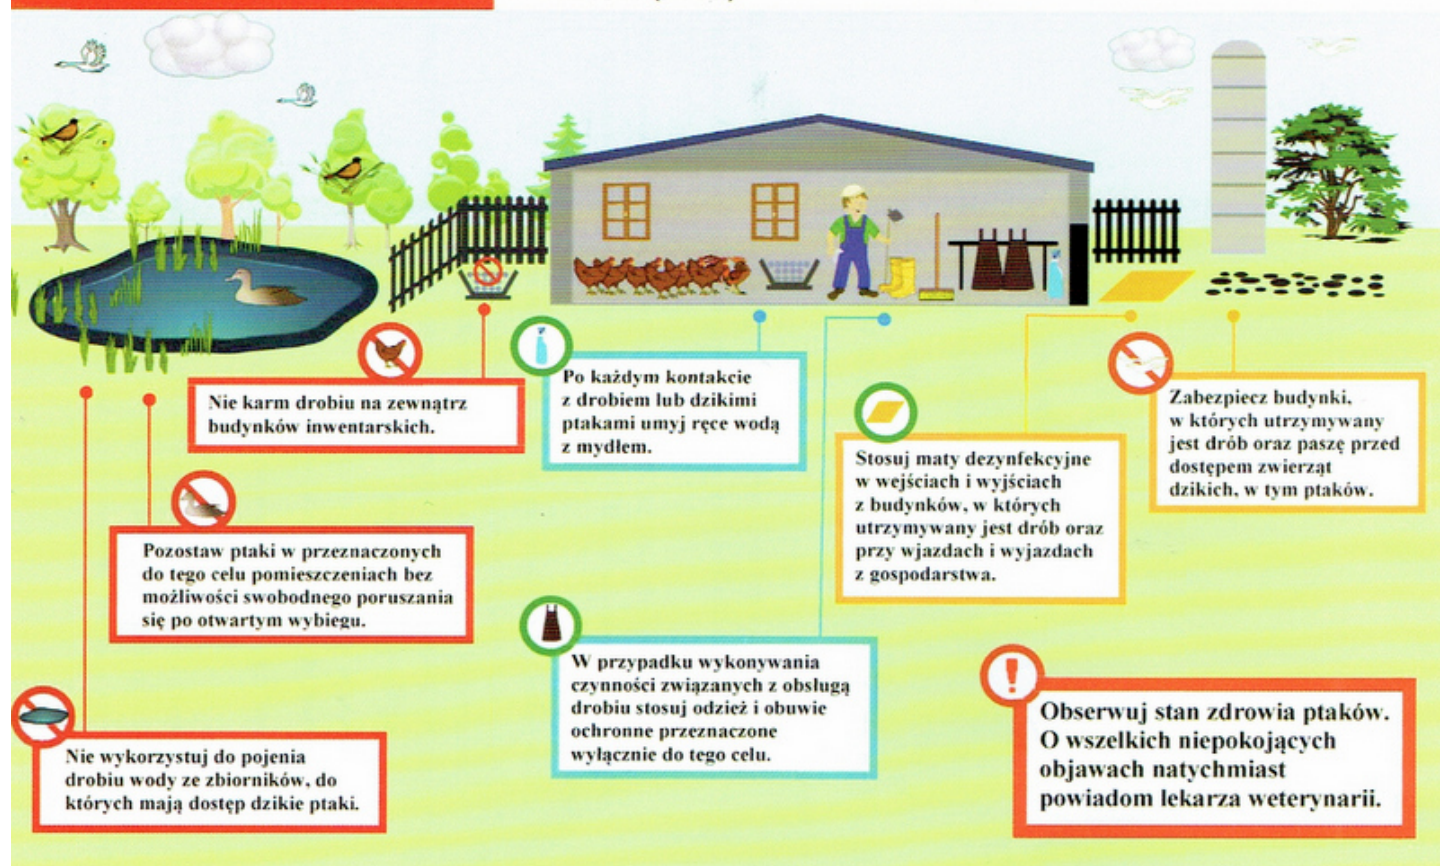 Nie karm drobiu na zewnątrz
budynków inwentarskich.
Po każdym kontakcie
z drobiem lub dzikimi
ptakami umyj ręce wodą
z mydłem.
Zabezpiecz budynki,
w których utrzymywany
jest drób oraz paszę przed
dostępem zwierząt
dzikich, w tym ptaków.
Stosuj maty dezynfekcyjne
w wejściach i wyjściach
z budynków, w których
utrzymywany jest drób oraz
przy wjazdach i wyjazdach
z gospodarstwa.
Pozostaw ptaki w przeznaczonych
do tego celu pomieszczeniach bez
możliwości swobodnego poruszania
się po otwartym wybiegu.
W przypadku wykonywania
czynności związanych z obsługą
drobiu stosuj odzież i obuwie
ochronne przeznaczone
wyłącznie do tego celu.
Nie wykorzystuj do pojenia
drobiu wody ze zbiorników, do
których mają dostęp dzikie ptaki.
Obserwuj stan zdrowia ptaków.
O wszelkich niepokojących
objawach natychmiast
powiadom lekarza weterynarii.